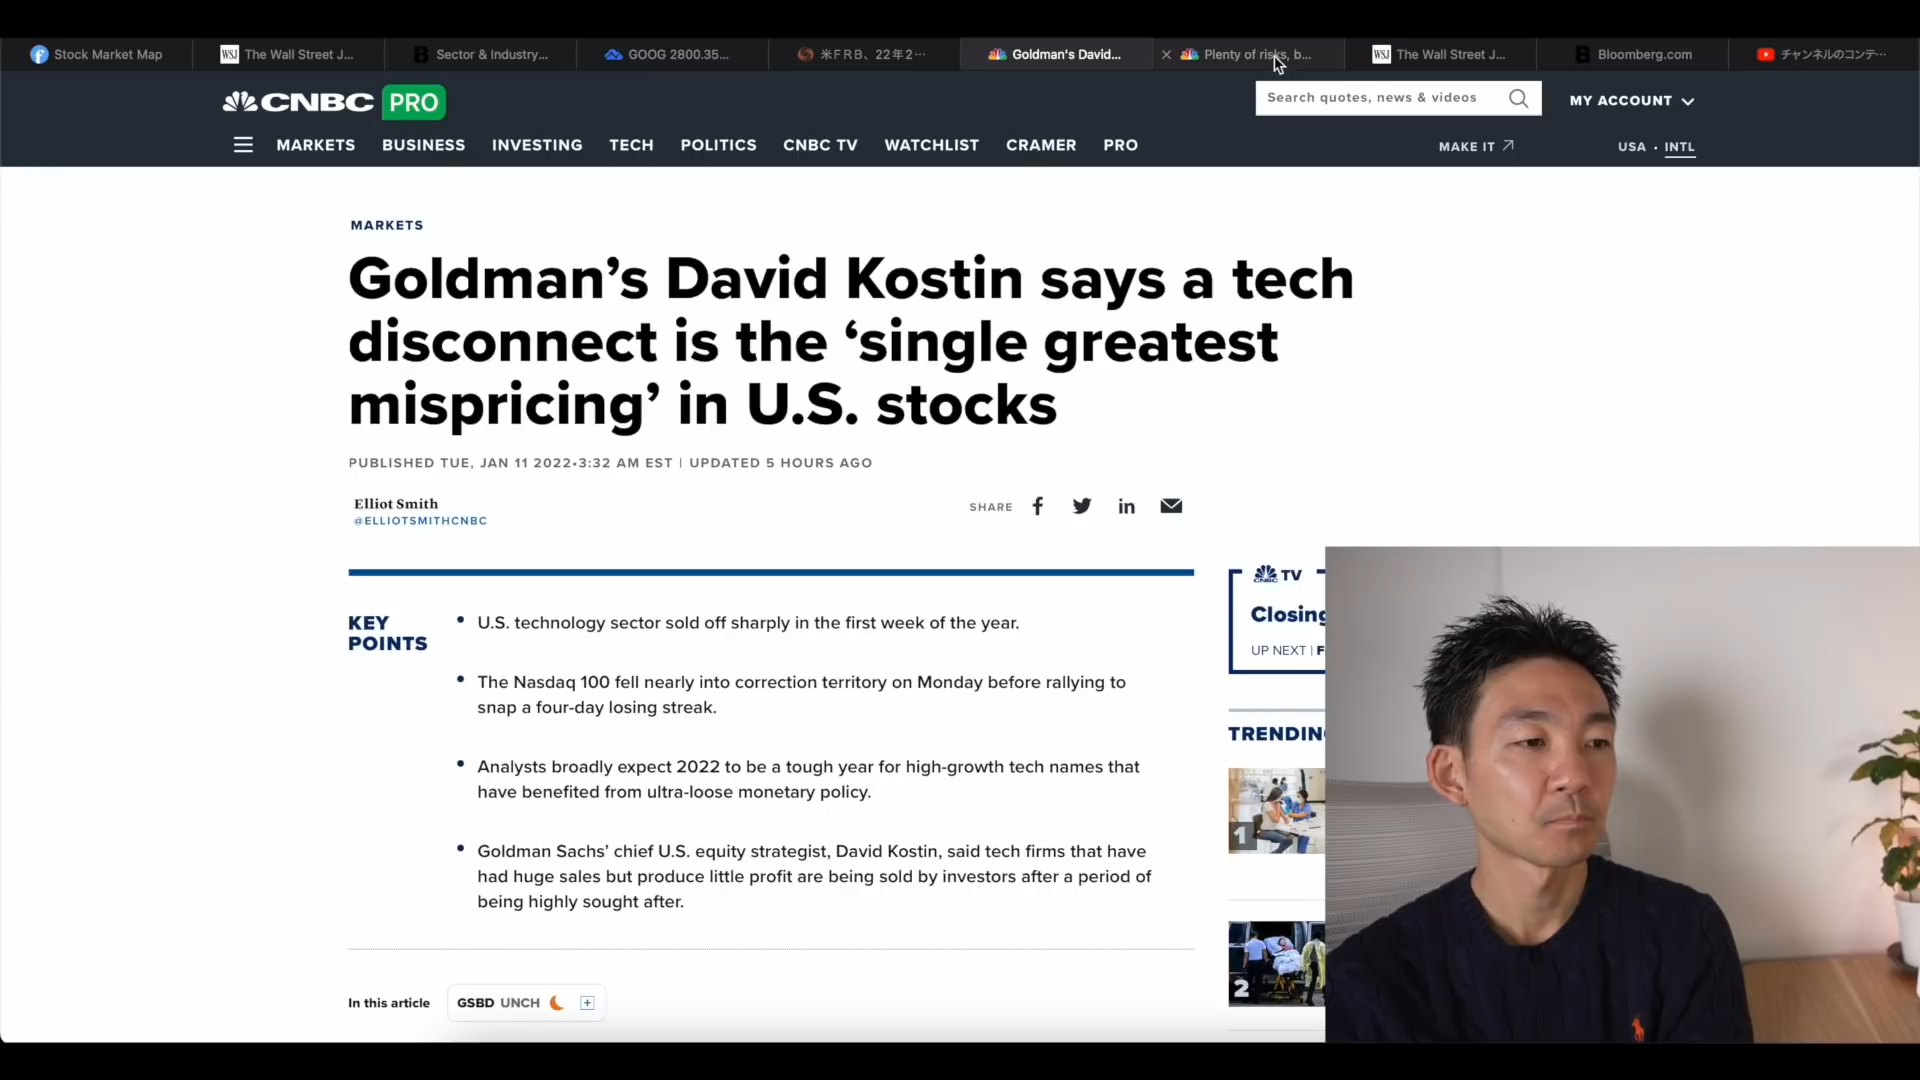 Stock Market Map
WSJ The Wall Street J...
Sector & Industry...
GOOG 2800.35...
米ＦＲＢ、22年2…
Goldman's David...
Plenty of risks, b...
WSJ The Wall Street J...
Bloomberg.com
チャンネルのコンテ…
CNBC PRO
Search quotes, news & videos
MY ACCOUNT
MARKETS BUSINESS INVESTING TECH POLITICS CNBC TV WATCHLIST CRAMER PRO
MAKE IT
USA • INTL
MARKETS
Goldman’s David Kostin says a tech
disconnect is the ‘single greatest
mispricing’ in U.S. stocks
PUBLISHED TUE, JAN 11 2022•3:32 AM EST | UPDATED 5 HOURS AGO
Elliot Smith
@ELLIOTSMITHCNBC
SHARE
KEY
POINTS
• U.S. technology sector sold off sharply in the first week of the year.
• The Nasdaq 100 fell nearly into correction territory on Monday before rallying to
snap a four-day losing streak.
• Analysts broadly expect 2022 to be a tough year for high-growth tech names that
have benefited from ultra-loose monetary policy.
• Goldman Sachs’ chief U.S. equity strategist, David Kostin, said tech firms that have
had huge sales but produce little profit are being sold by investors after a period of
being highly sought after.
In this article
GSBD UNCH
CNBC TV
Closing
UP NEXT | F
TRENDIN
1
2